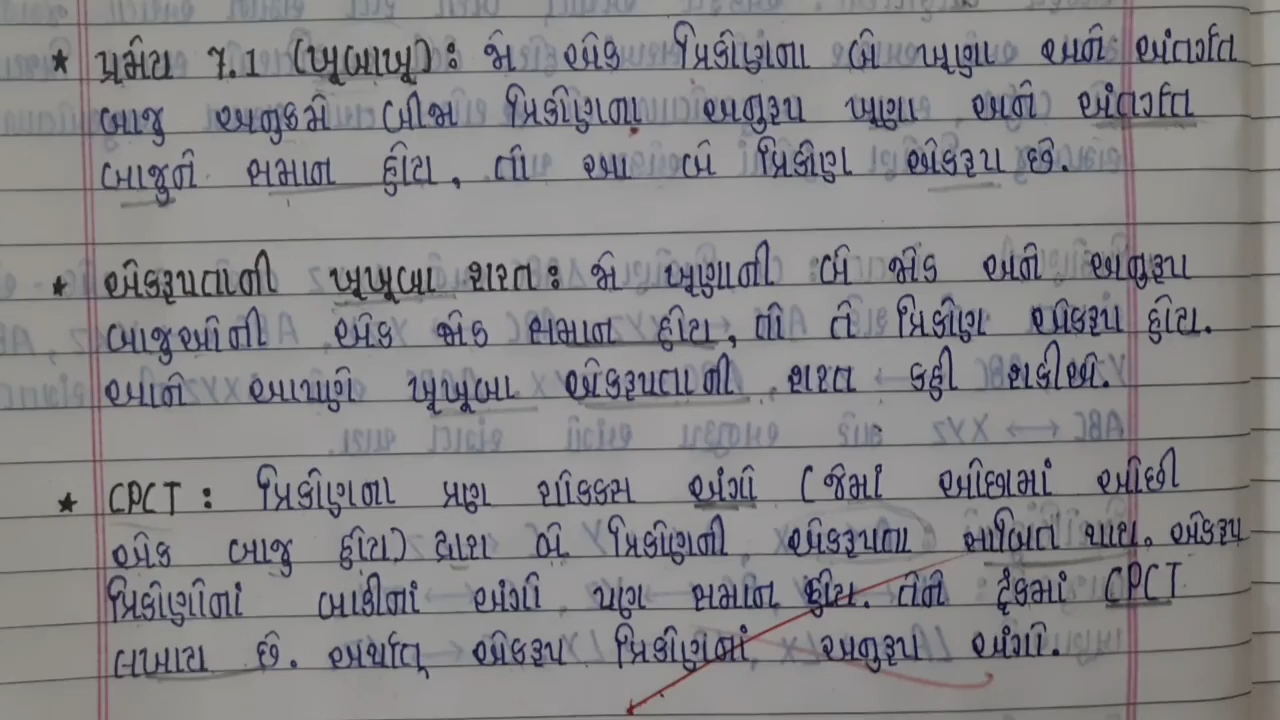 * પ્રમેય 7.1 (ખૂબાખૂ) : જો એક ત્રિકોણના બે ખૂણા અને અંતર્ગત
બાજુ અનુક્રમે બીજા ત્રિકોણના અનુરૂપ ખૂણા અને અંતર્ગત
બાજુને સમાન હોય, તો આ બે ત્રિકોણ એકરૂપ છે.
* એકરૂપતાની ખૂખૂબા શરત : જો ખૂણાની બે જોડ અને અનુરૂપ
બાજુઓની એક જોડ સમાન હોય, તો તે ત્રિકોણ એકરૂપ હોય.
આને આપણે ખૂખૂબા એકરૂપતાની શરત કહી શકીએ.
* CPCT : ત્રિકોણના ત્રણ ચોક્કસ અંગો (જેમાં ઓછામાં ઓછી
એક બાજુ હોય) દ્વારા બે ત્રિકોણની એકરૂપતા સાબિત થાય. એકરૂપ
ત્રિકોણોનાં બાકીનાં અંગો પણ સમાન હોય. તેને ટૂંકમાં CPCT
લખાય છે. અર્થાત્ એકરૂપ ત્રિકોણનાં અનુરૂપ અંગો.